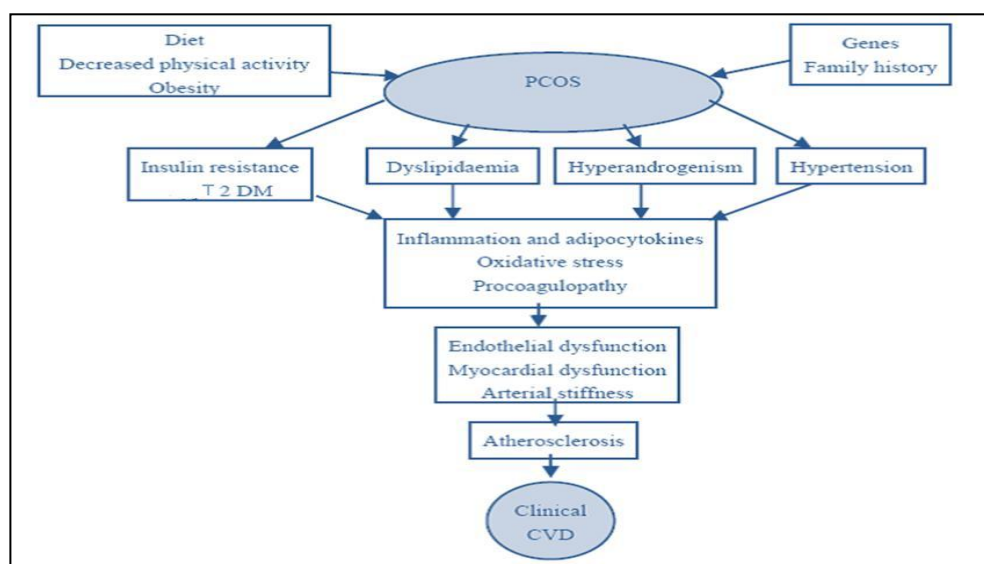 Diet
Decreased physical activity
Obesity
Genes
Family history
PCOS
Insulin resistance
T 2 DM
Dyslipidaemia
Hyperandrogenism
Hypertension
Inflammation and adipocytokines
Oxidative stress
Procoagulopathy
Endothelial dysfunction
Myocardial dysfunction
Arterial stiffness
Atherosclerosis
Clinical
CVD